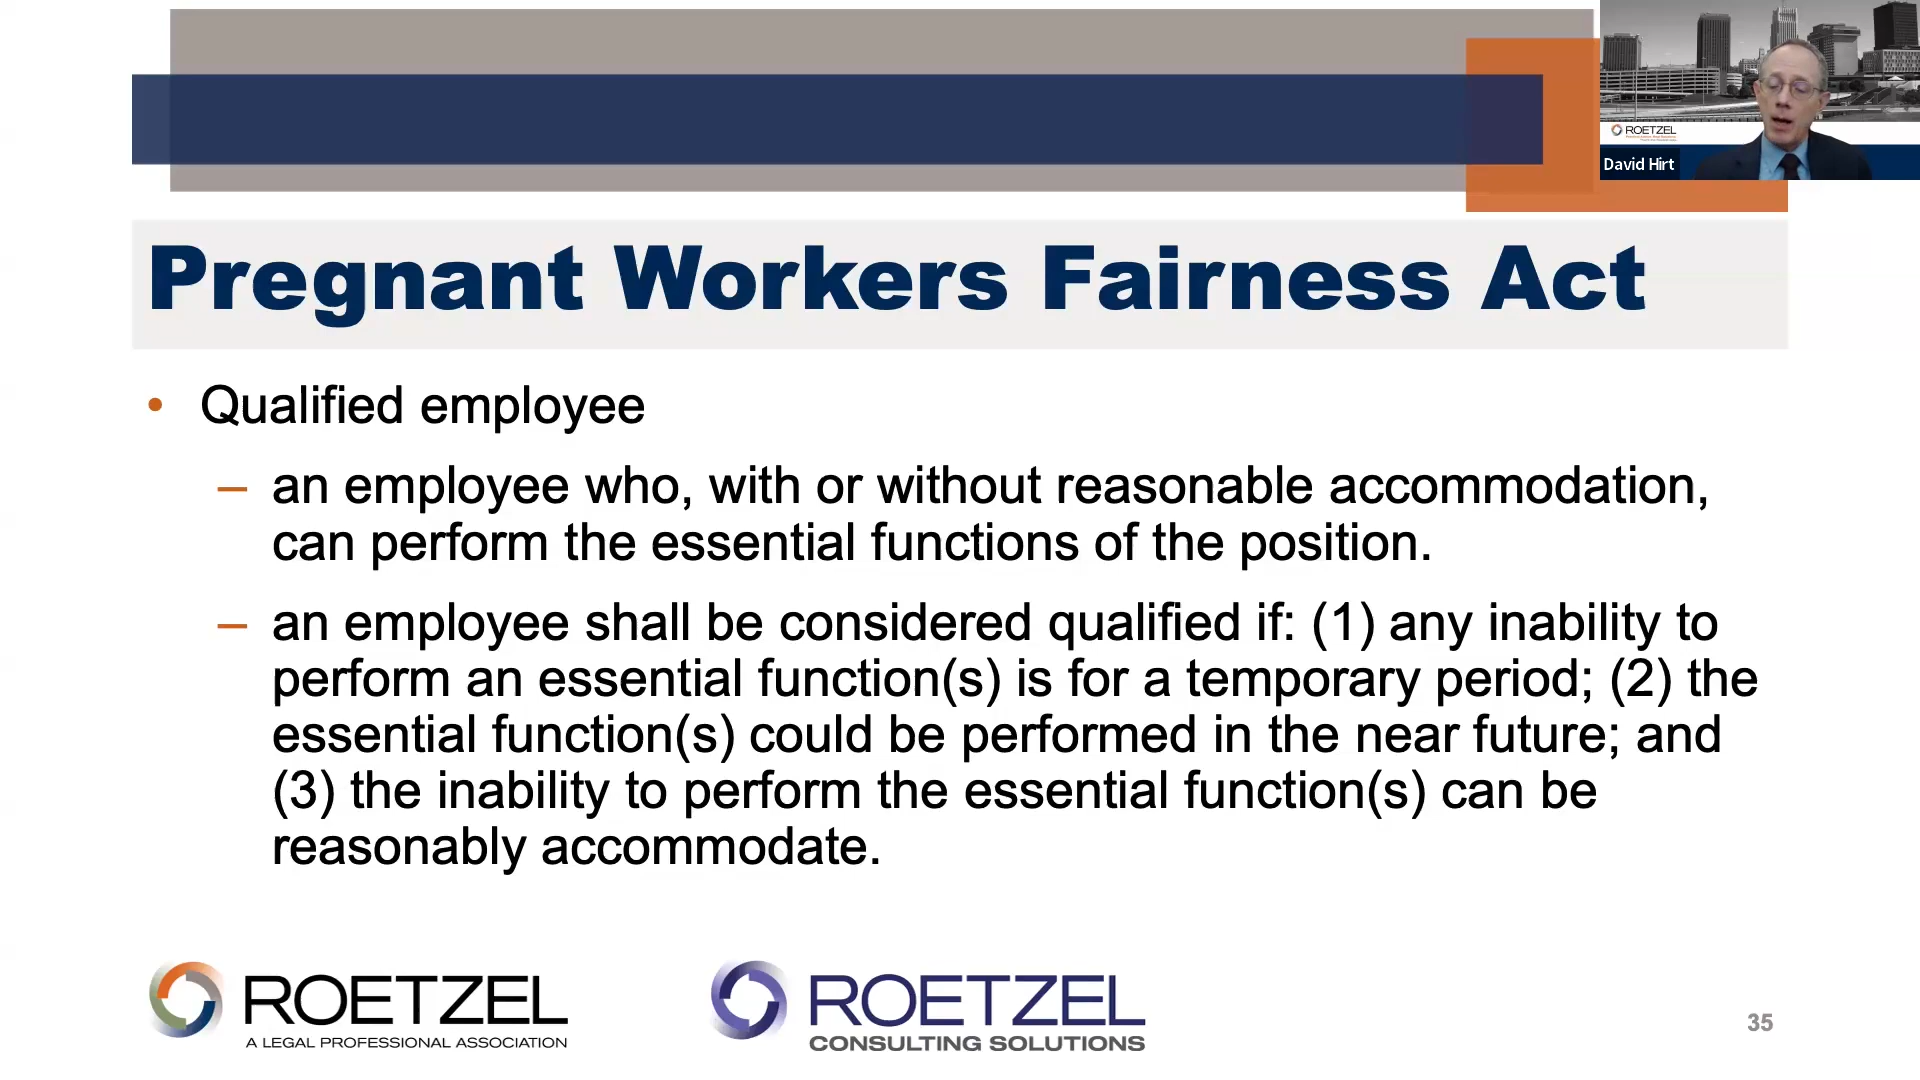 ROETZEL
David Hirt
Pregnant Workers Fairness Act
• Qualified employee
– an employee who, with or without reasonable accommodation,
can perform the essential functions of the position.
– an employee shall be considered qualified if: (1) any inability to
perform an essential function(s) is for a temporary period; (2) the
essential function(s) could be performed in the near future; and
(3) the inability to perform the essential function(s) can be
reasonably accommodate.
ROETZEL
A LEGAL PROFESSIONAL ASSOCIATION
ROETZEL
CONSULTING SOLUTIONS
35